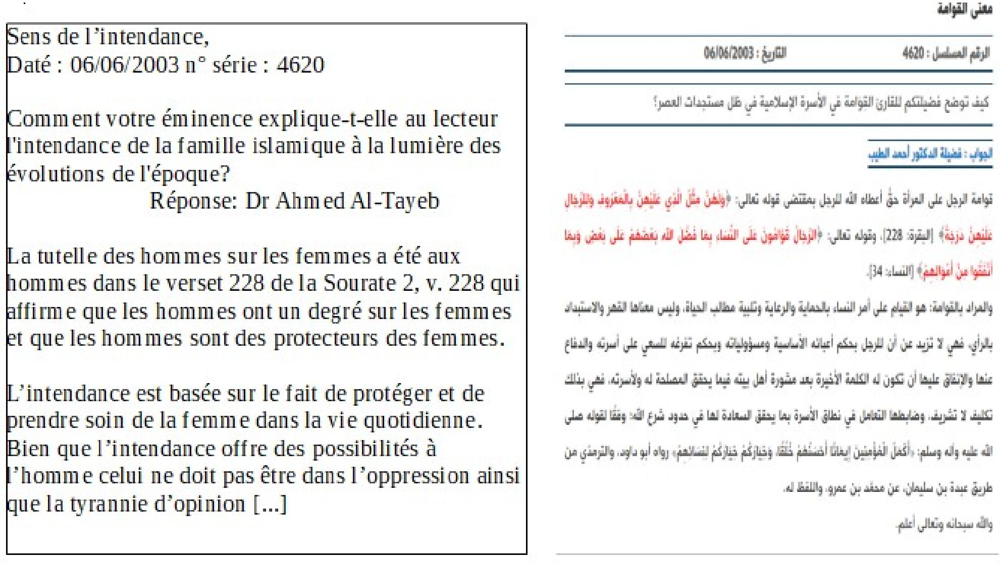 Sens de l’intendance,
Daté : 06/06/2003 n° série : 4620
Comment votre éminence explique-t-elle au lecteur
l'intendance de la famille islamique à la lumière des
évolutions de l'époque?
Réponse: Dr Ahmed Al-Tayeb
La tutelle des hommes sur les femmes a été aux
hommes dans le verset 228 de la Sourate 2, v. 228 qui
affirme que les hommes ont un degré sur les femmes
et que les hommes sont des protecteurs des femmes.
L’intendance est basée sur le fait de protéger et de
prendre soin de la femme dans la vie quotidienne.
Bien que l’intendance offre des possibilités à
l’homme celui ne doit pas être dans l’oppression ainsi
que la tyrannie d’opinion [...]
معنى القوامة
الرقم المسلسل : 4620 التاريخ : 06/06/2003
كيف توضح فضيلتكم للقارئ القِوَامة في الأسرة الإسلامية في ظل مستجدات العصر؟
الجواب : فضيلة الدكتور أحمد الطيب
قوامة الرجل على المرأة حقٌّ أعطاه الله للرجل بمقتضى قوله تعالى: ﴿وَلَهُنَّ مِثْلُ الَّذِي عَلَيْهِنَّ بِالْمَعْرُوفِ وَلِلرِّجَالِ
عَلَيْهِنَّ دَرَجَةٌ﴾ [البقرة: 228]، وقوله تعالى: ﴿الرِّجَالُ قَوَّامُونَ عَلَى النِّسَاءِ بِمَا فَضَّلَ اللهُ بَعْضَهُمْ عَلَى بَعْضٍ وَبِمَا
أَنْفَقُوا مِنْ أَمْوَالِهِمْ﴾ [النساء: 34].
والمراد بالقوامة: هو القيام على أمر النساء بالحماية والرعاية وتلبية مطالب الحياة، وليس معناها القهر والاستبداد
بالرأي، فهي لا تزيد عن أن للرجل بحكم أعبائه الأساسية ومسؤولياته وبحكم تفرغه للسعي على أسرته والدفاع
عنها والإنفاق عليها أن تكون له الكلمة الأخيرة بعد مشورة أهل بيته فيما يحقق المصلحة له ولأسرته، فهي بذلك
تكليف لا تشريف، وضابطها التعامل في نطاق الأسرة بما يحقق السعادة لها في حدود شرع الله؛ وفقًا لقوله صلى
الله عليه وآله وسلم: «أَكْمَلُ الْمُؤْمِنِينَ إِيمَانًا أَحْسَنُهُمْ خُلُقًا، وَخِيَارُكُمْ خِيَارُكُمْ لِنِسَائِهِمْ» رواه أبو داود، والترمذي من
طريق عبدة بن سليمان، عن محمَّد بن عمرو، واللفظ له.
والله سبحانه وتعالى أعلم.